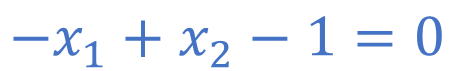 −x₁ + x₂ − 1 = 0